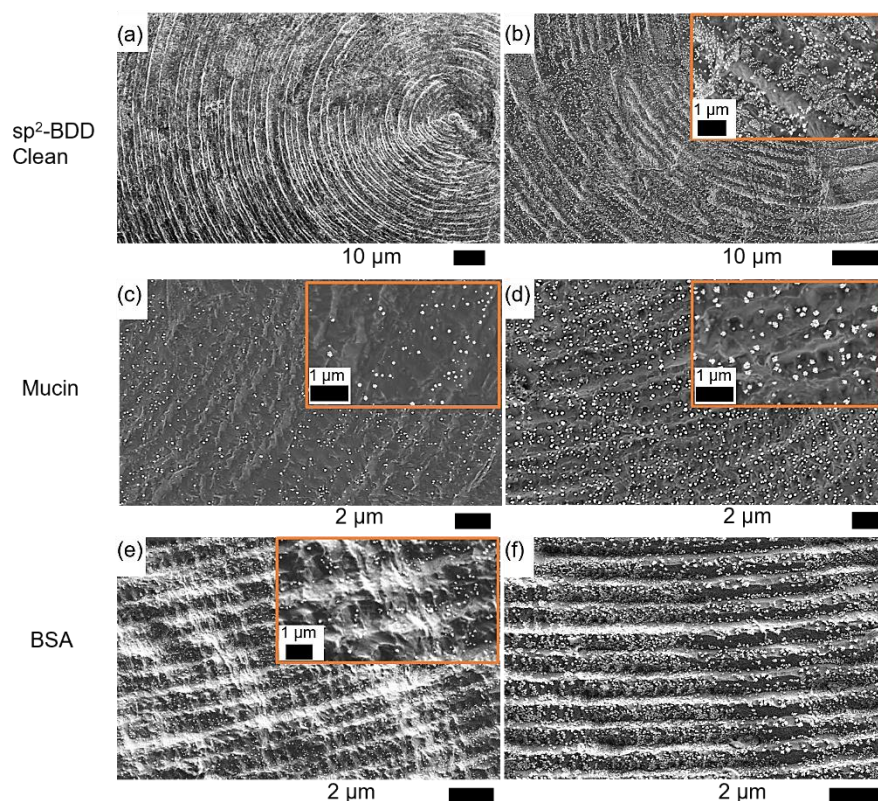 (a)
(b)
1 µm
sp²-BDD
Clean
10 µm
10 µm
(c)
(d)
1 µm
1 µm
Mucin
2 µm
2 µm
(e)
(f)
1 µm
BSA
2 µm
2 µm